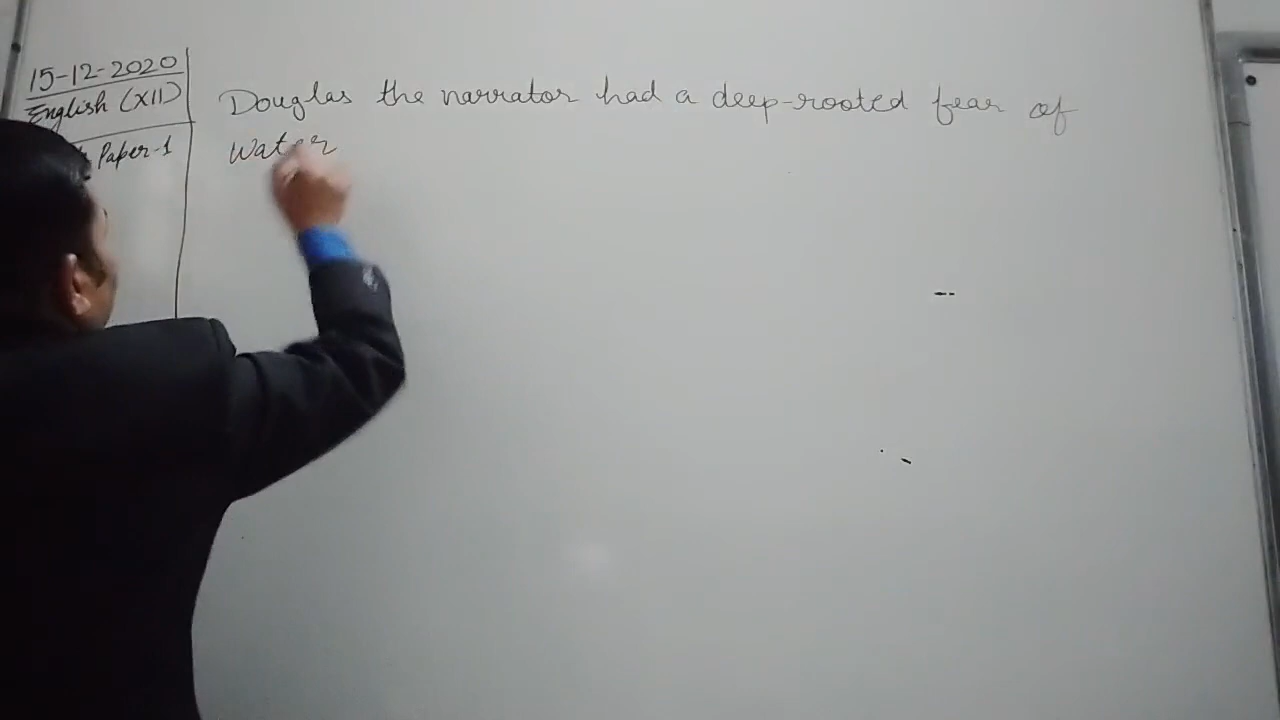 15-12-2020
English (XII)
Paper-1
Douglas the narrator had a deep-rooted fear of
Water